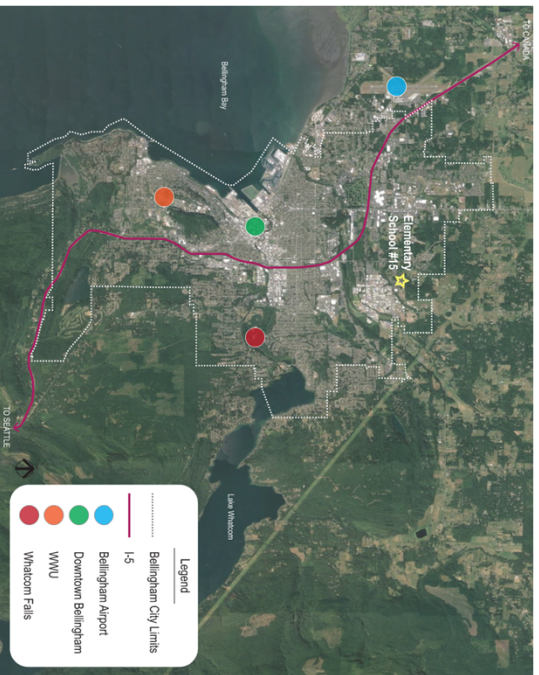 TO CANADA
Bellingham Bay
Elementary
School #15
TO SEATTLE
Lake Whatcom
Legend
Bellingham City Limits
I-5
Bellingham Airport
Downtown Bellingham
WWU
Whatcom Falls